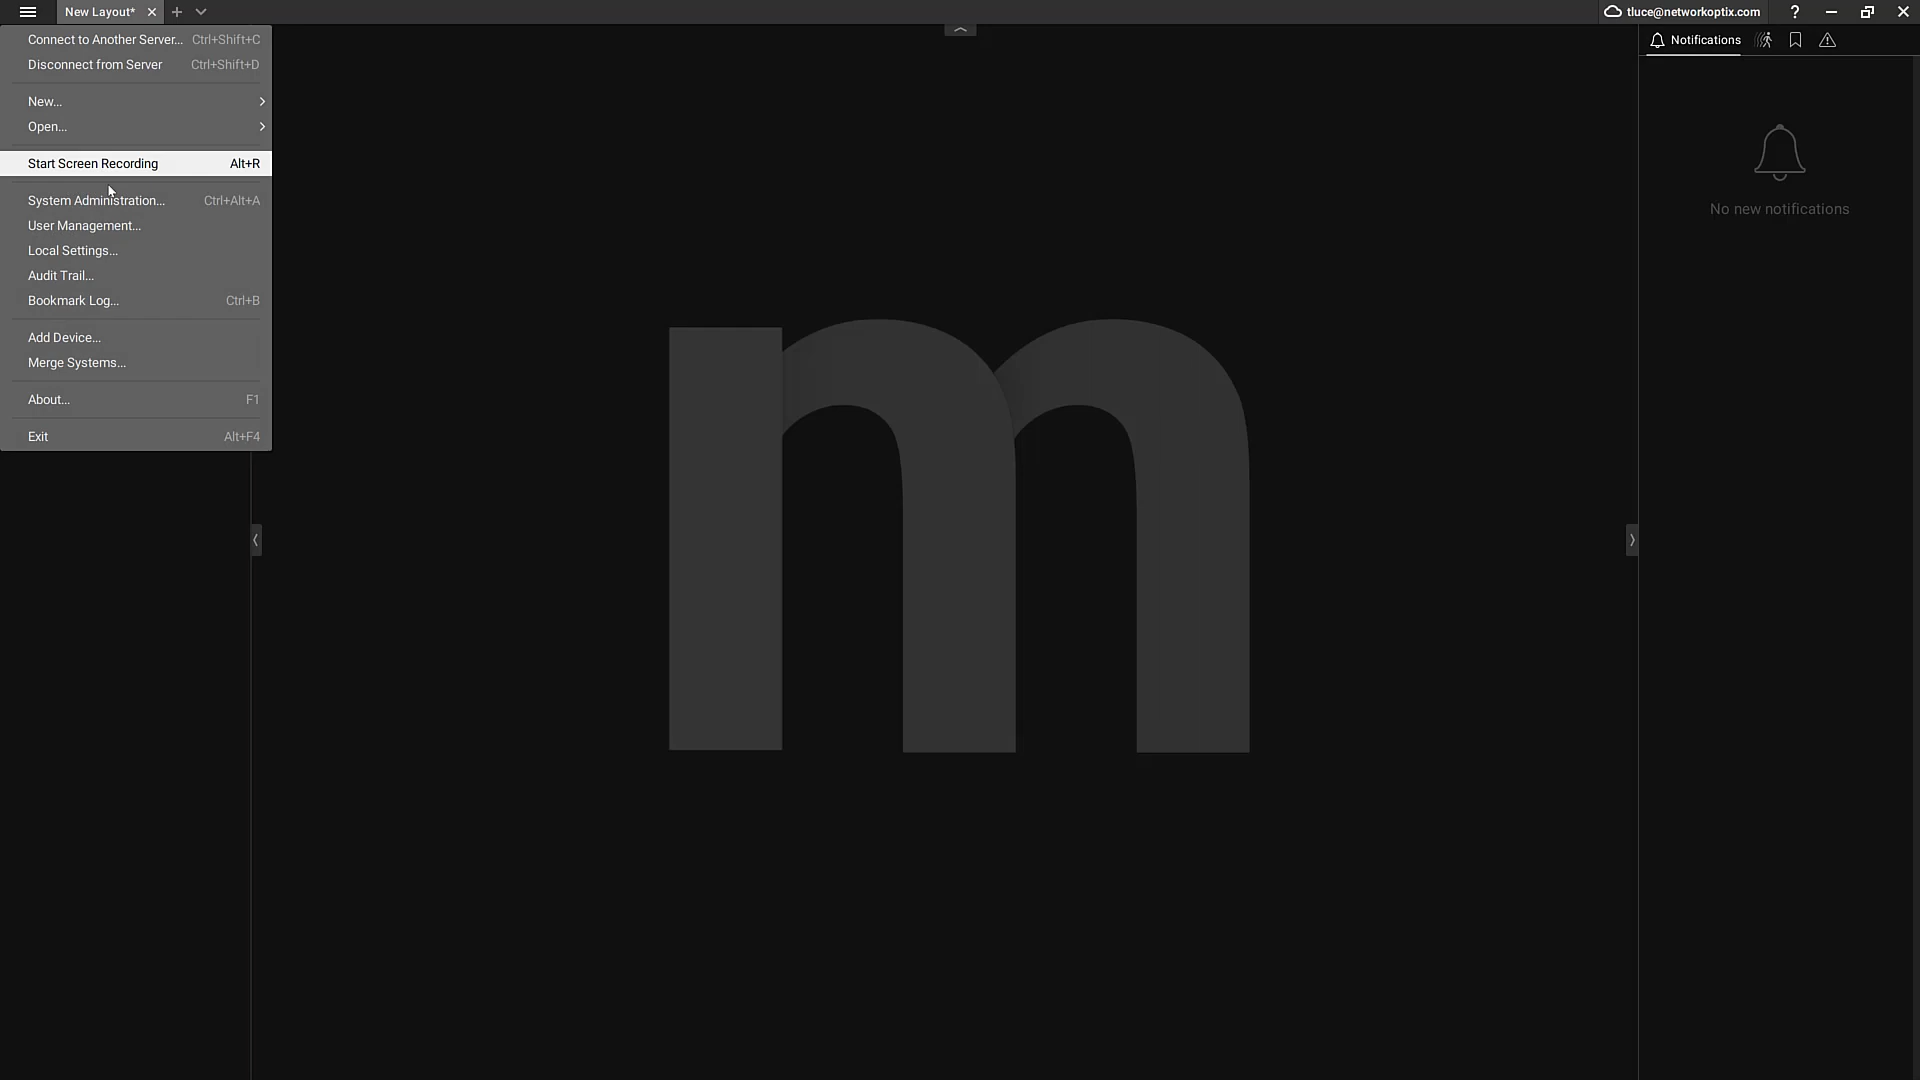 New Layout*
tluce@networkoptix.com
?
Connect to Another Server... Ctrl+Shift+C
Disconnect from Server Ctrl+Shift+D
New...
Open...
Start Screen Recording Alt+R
System Administration... Ctrl+Alt+A
User Management...
Local Settings...
Audit Trail...
Bookmark Log... Ctrl+B
Add Device...
Merge Systems...
About... F1
Exit Alt+F4
m
Notifications
No new notifications